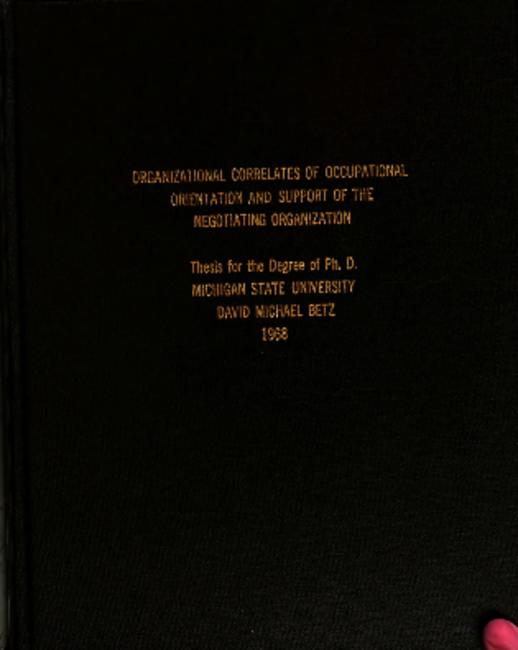 ORGANIZATIONAL CORRELATES OF OCCUPATIONAL
ORIENTATION AND SUPPORT OF THE
NEGOTIATING ORGANIZATION
Thesis for the Degree of Ph. D.
MICHIGAN STATE UNIVERSITY
DAVID MICHAEL BETZ
1968